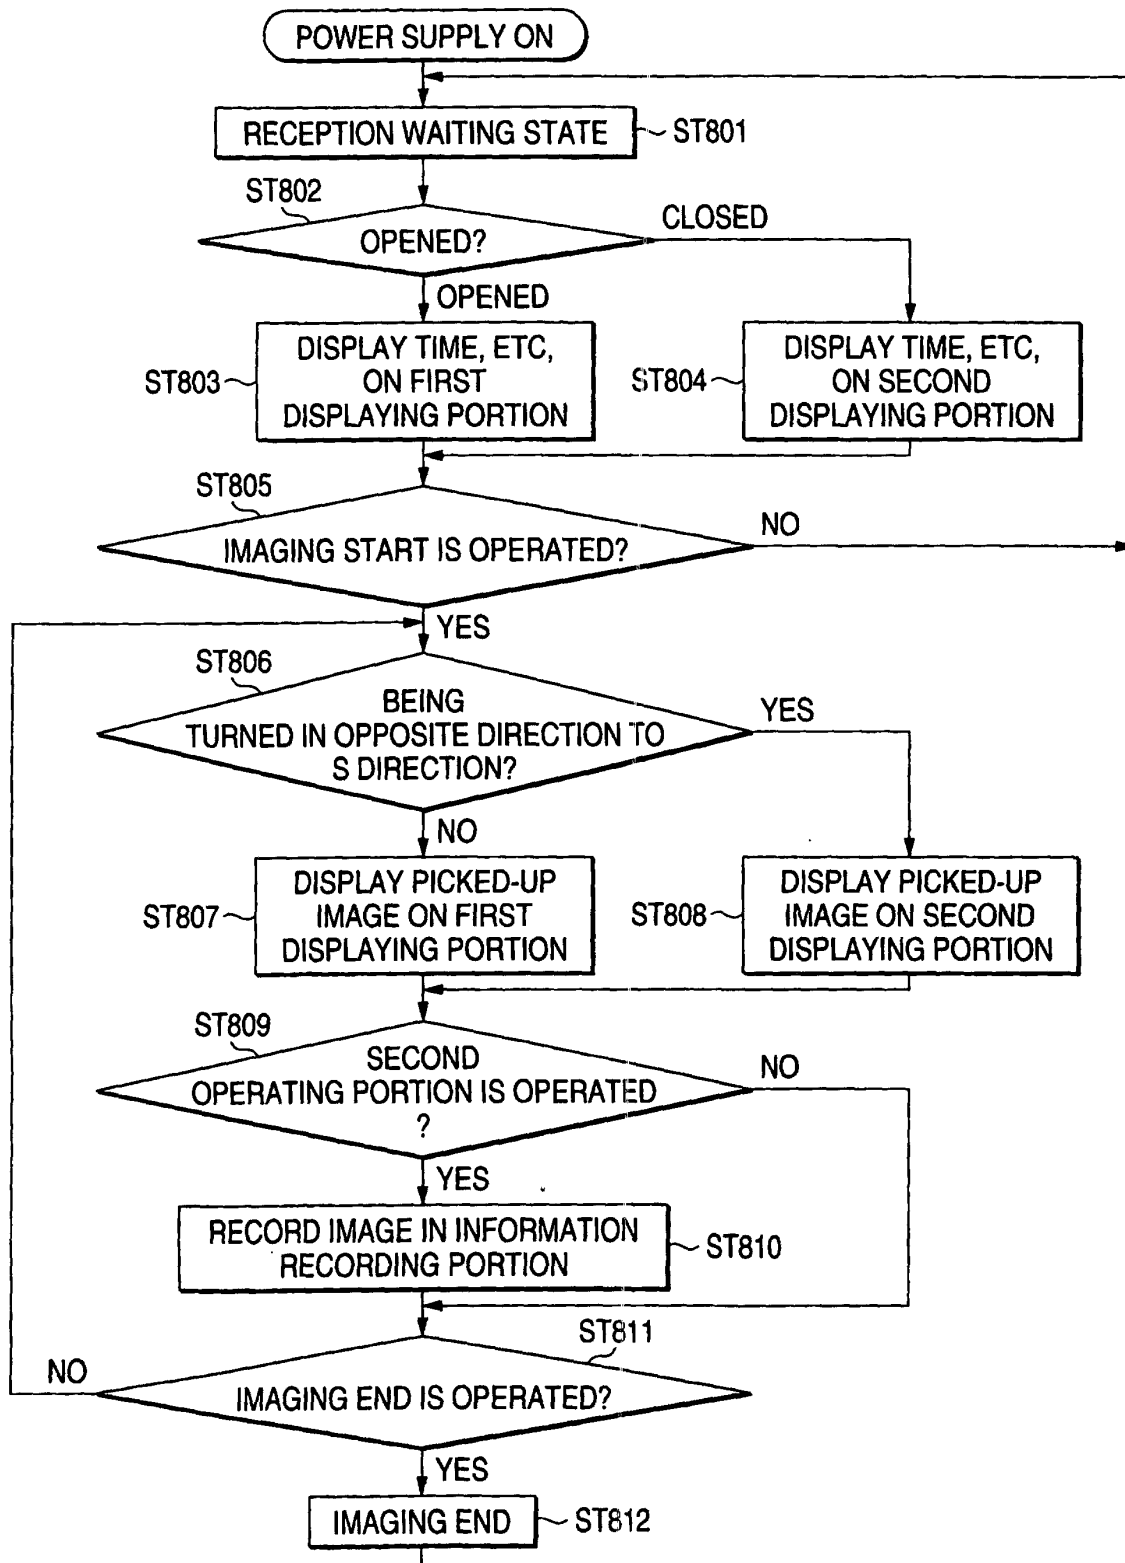 POWER SUPPLY ON
RECEPTION WAITING STATE
ST801
ST802
OPENED?
CLOSED
OPENED
DISPLAY TIME, ETC,
ON FIRST
DISPLAYING PORTION
ST803
DISPLAY TIME, ETC,
ON SECOND
DISPLAYING PORTION
ST804
ST805
IMAGING START IS OPERATED?
NO
YES
ST806
BEING
TURNED IN OPPOSITE DIRECTION TO
S DIRECTION?
YES
NO
DISPLAY PICKED-UP
IMAGE ON FIRST
DISPLAYING PORTION
ST807
DISPLAY PICKED-UP
IMAGE ON SECOND
DISPLAYING PORTION
ST808
ST809
SECOND
OPERATING PORTION IS OPERATED
?
NO
YES
RECORD IMAGE IN INFORMATION
RECORDING PORTION
ST810
ST811
IMAGING END IS OPERATED?
NO
YES
IMAGING END
ST812